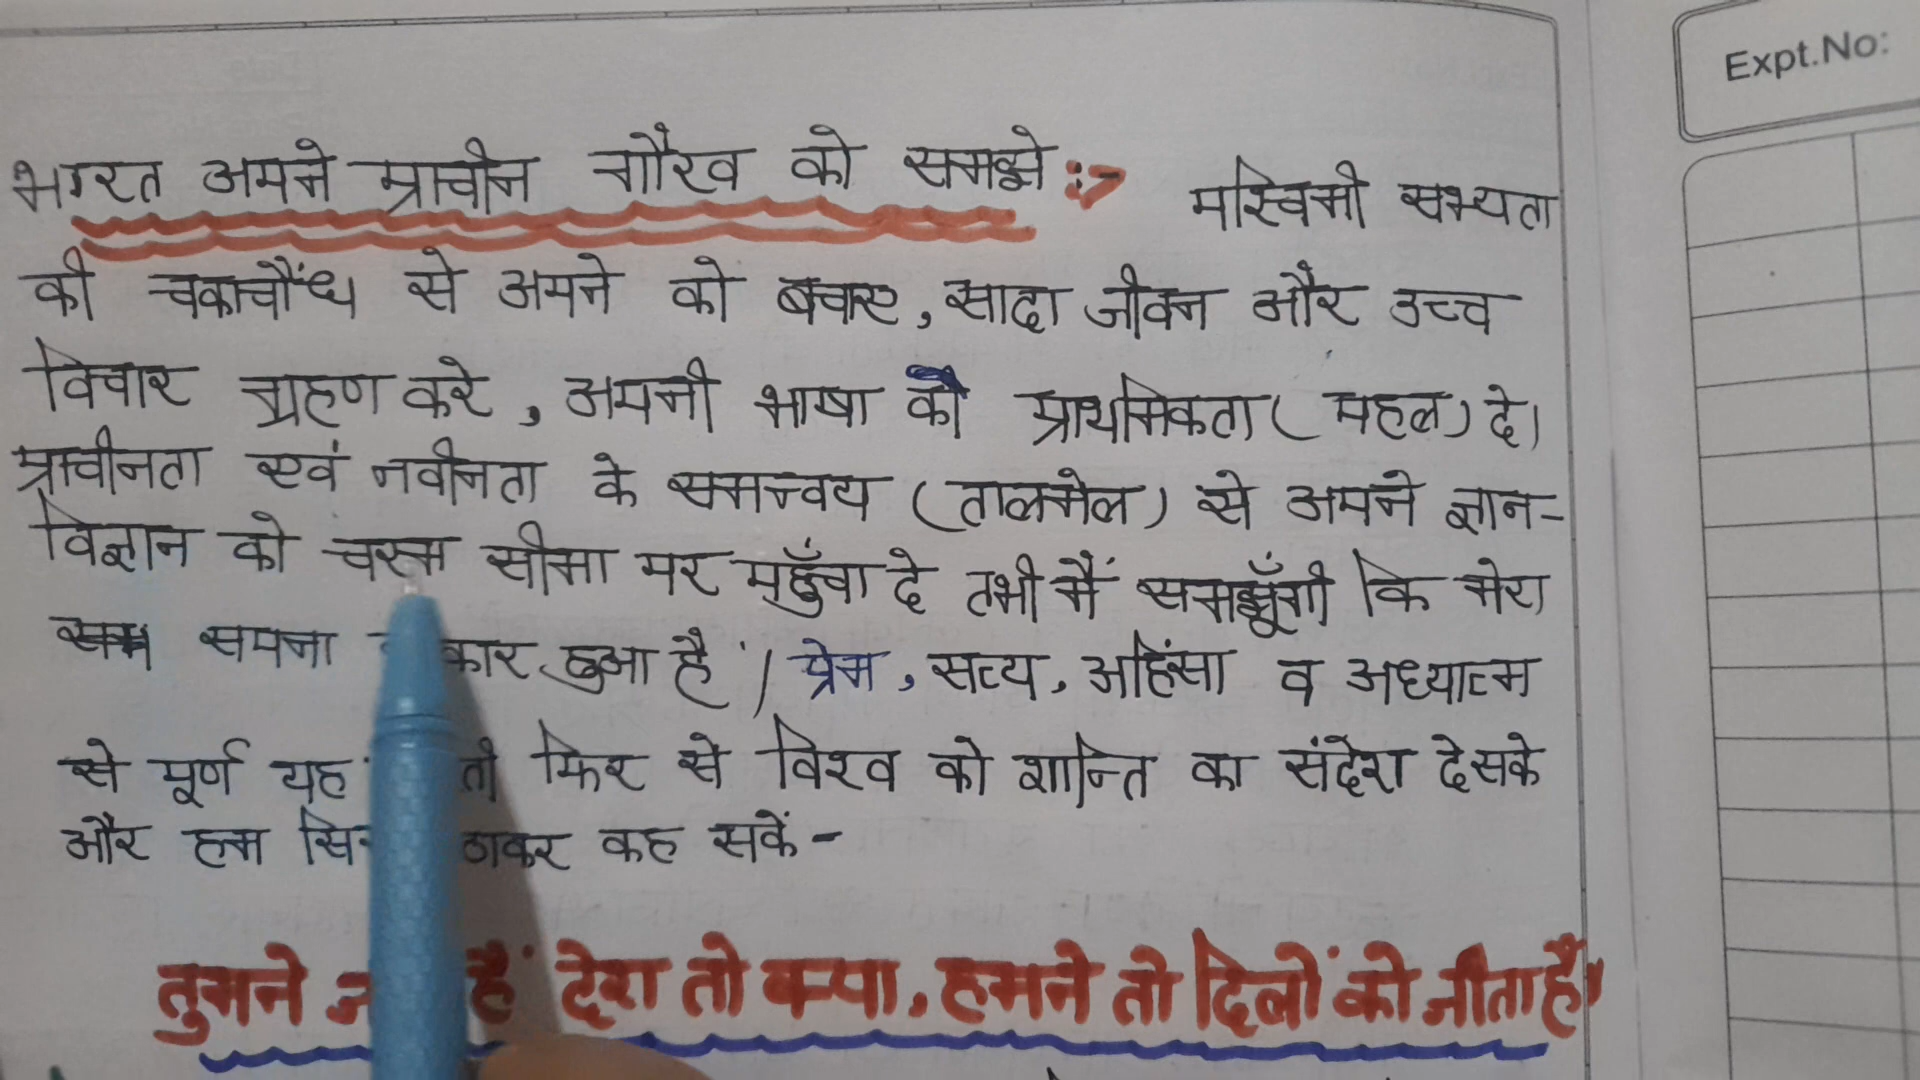 भारत अपने प्राचीन गौरव को समझे :- पश्चिमी सभ्यता
की चकाचौंध से अपने को बचाए, सादा जीवन और उच्च
विचार ग्रहण करे, अपनी भाषा को प्राथमिकता (महत्व) दे।
प्राचीनता एवं नवीनता के समन्वय (तालमेल) से अपने ज्ञान-
विज्ञान को चरम सीमा पर पहुँचा दे तभी मैं समझूँगी कि मेरा
सपना कार हुआ है। प्रेम, सत्य, अहिंसा व अध्यात्म
से पूर्ण यह तो फिर से विश्व को शान्ति का संदेश दे सके
और हम ठाकर कह सकें -
तुमने हैं देश तो क्या, हमने तो दिलों को जीता है।
Expt.No: